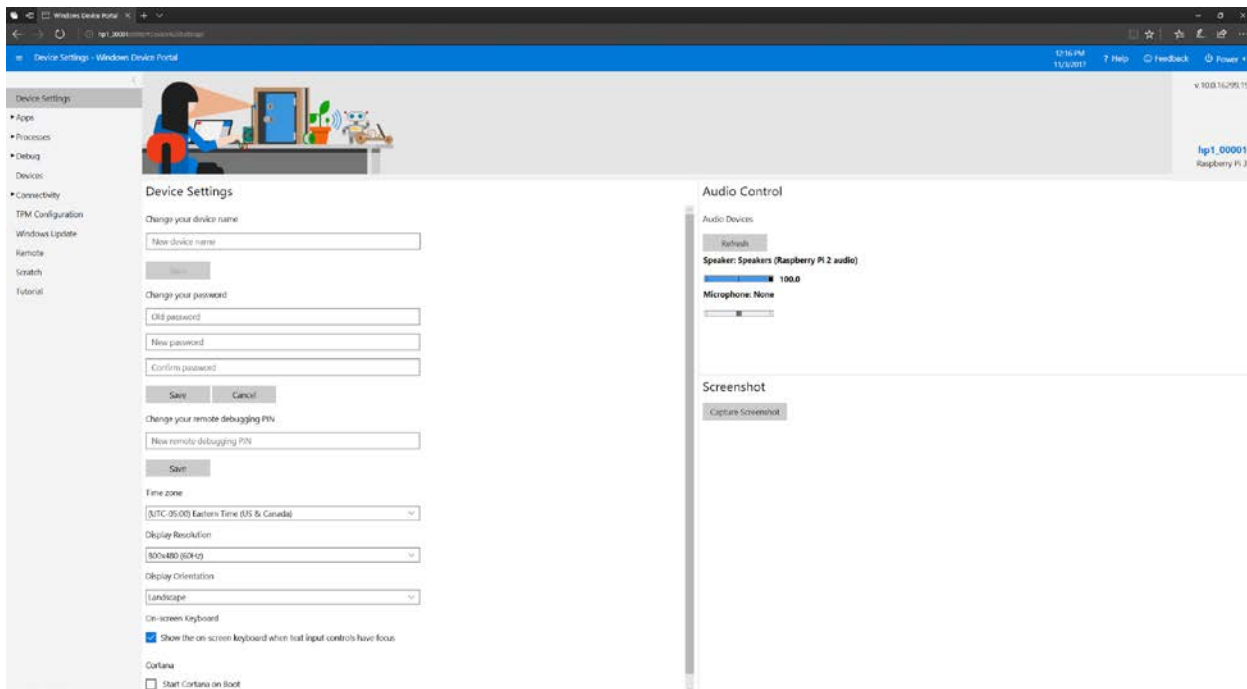 Windows Device Portal
Device Settings - Windows Device Portal
12:16 PM
11/3/2017
? Help
Feedback
Power
v.10.0.16299.15
hp1_00001
Raspberry Pi 3
Device Settings
Apps
Processes
Debug
Devices
Connectivity
TPM Configuration
Windows Update
Remote
Scratch
Tutorial
Device Settings
Change your device name
New device name
Save
Change your password
Old password
New password
Confirm password
Save Cancel
Change your remote debugging PIN
New remote debugging PIN
Save
Time zone
(UTC-05:00) Eastern Time (US & Canada)
Display Resolution
800x480 (60Hz)
Display Orientation
Landscape
On-screen Keyboard
Show the on-screen keyboard when text input controls have focus
Cortana
Start Cortana on Boot
Audio Control
Audio Devices
Refresh
Speaker: Speakers (Raspberry Pi 2 audio)
100.0
Microphone: None
Screenshot
Capture Screenshot